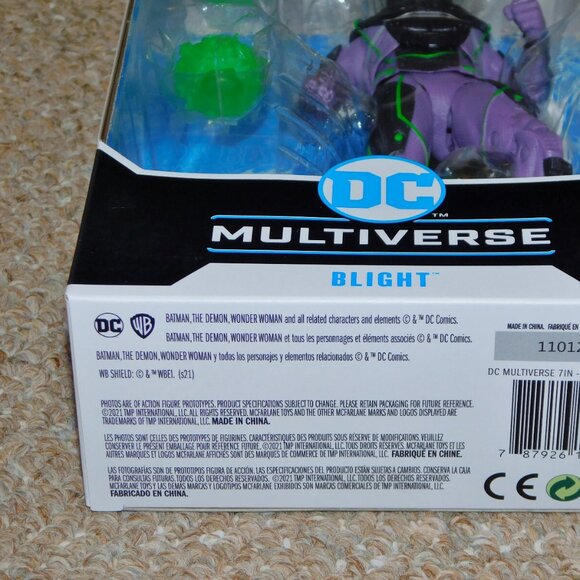 DC
™
MULTIVERSE
BLIGHT™
DC WB BATMAN, THE DEMON, WONDER WOMAN and all related characters and elements © & ™ DC Comics.
BATMAN, THE DEMON, WONDER WOMAN et tous les personnages et éléments associés © & ™ DC Comics.
BATMAN, THE DEMON, WONDER WOMAN y todos los personajes y elementos relacionados © & ™ DC Comics.
WB SHIELD: © & ™ WBEI. (s21)
PHOTOS ARE OF ACTION FIGURE PROTOTYPES. PRODUCT SPECIFICATIONS SUBJECT TO CHANGE. PLEASE RETAIN PACKAGING FOR FUTURE REFERENCE.
©2021 TMP INTERNATIONAL, LLC. ALL RIGHTS RESERVED. MCFARLANE TOYS AND THE OTHER MCFARLANE MARKS AND LOGOS DISPLAYED ARE
TRADEMARKS OF TMP INTERNATIONAL, LLC. MADE IN CHINA.
LES PHOTOS SONT CELLES DES PROTOTYPES DE FIGURINES. CARACTÉRISTIQUES DES PRODUITS SOUS RÉSERVE DE MODIFICATIONS. VEUILLEZ
CONSERVER LE PRÉSENT EMBALLAGE POUR RÉFÉRENCE FUTURE. ©2021 TMP INTERNATIONAL, LLC. TOUS DROITS RÉSERVÉS. MCFARLANE TOYS ET LES
AUTRES MARQUES ET LOGOS MCFARLANE AFFICHÉS SONT DES MARQUES DE COMMERCE DE TMP INTERNATIONAL, LLC. FABRIQUÉ EN CHINE.
LAS FOTOGRAFÍAS SON DE PROTOTIPOS FIGURA DE ACCIÓN, LAS ESPECIFICACIONES DEL PRODUCTO ESTÁN SUJETAS A CAMBIOS. CONSERVE LA CAJA
PARA CONSULTAS FUTURAS TODOS LOS DERECHOS RESERVADOS. ©2021 TMP INTERNATIONAL, LLC. TODOS LOS DERECHOS RESERVADOS.
MCFARLANE TOYS Y LAS DEMAS MARCAS Y LOGOTIPOS MCFARLANE EXHIBIDOS SON MARCAS COMERCIALES DE TMP INTERNATIONAL, LLC.
FABRICADO EN CHINA.
MADE IN CHINA. FABRIQUÉ EN
11012
DC MULTIVERSE 7IN -
7 87926 1
CE